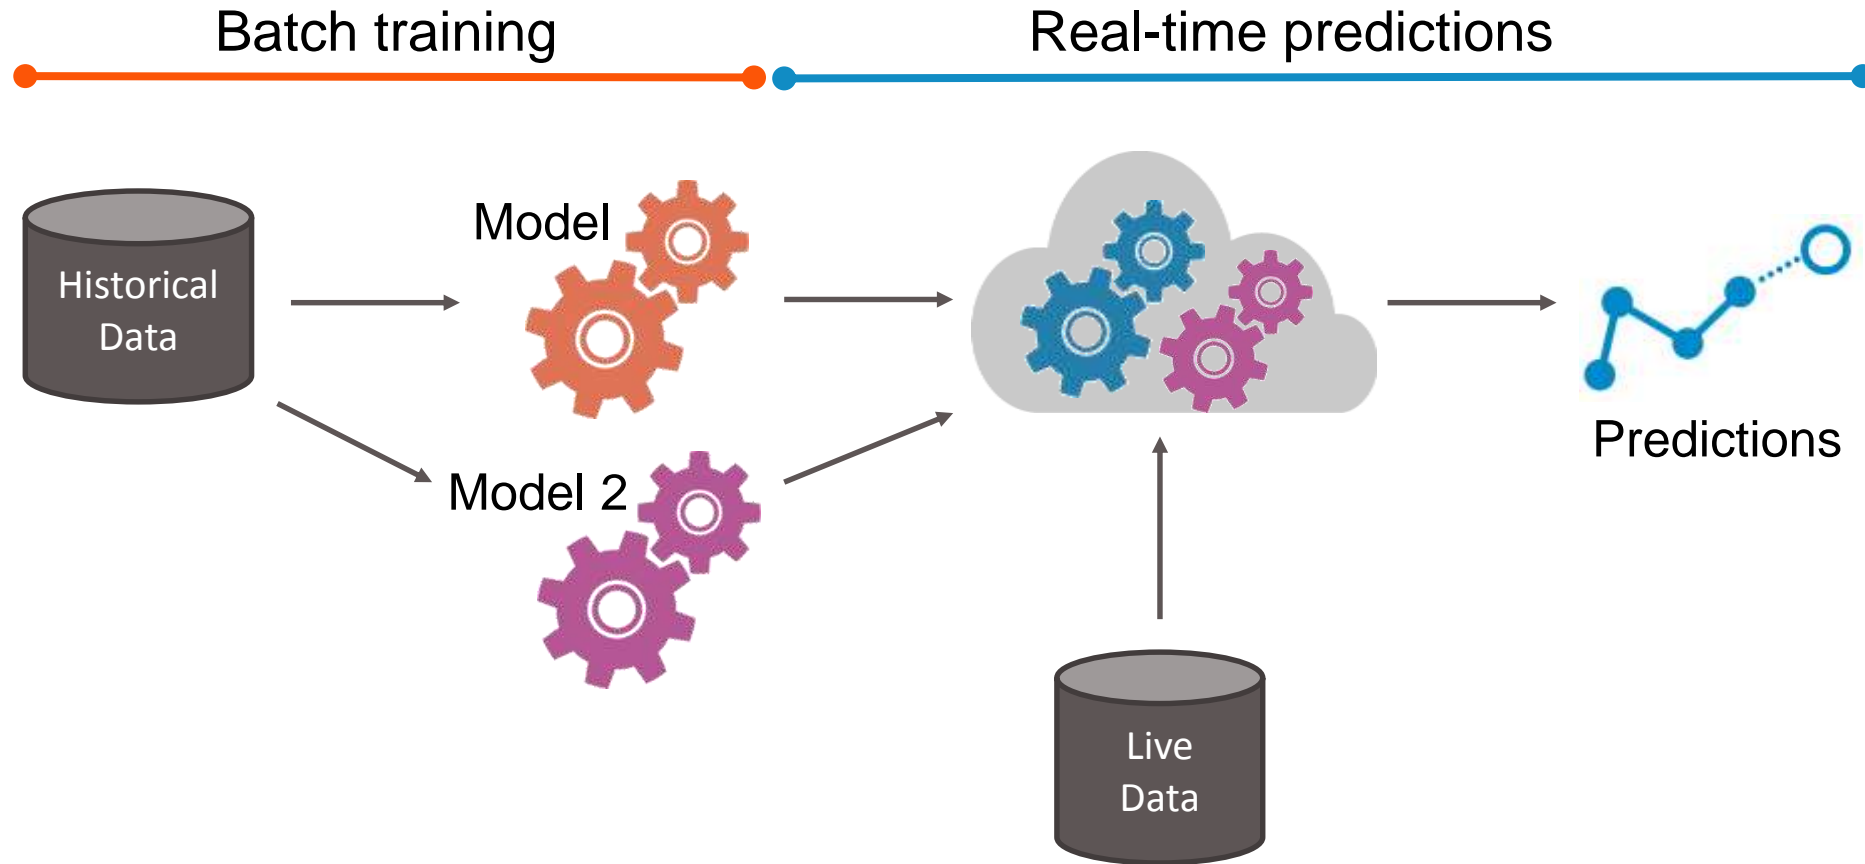 Batch training
Real-time predictions
Historical
Data
Model
Model 2
Predictions
Live
Data